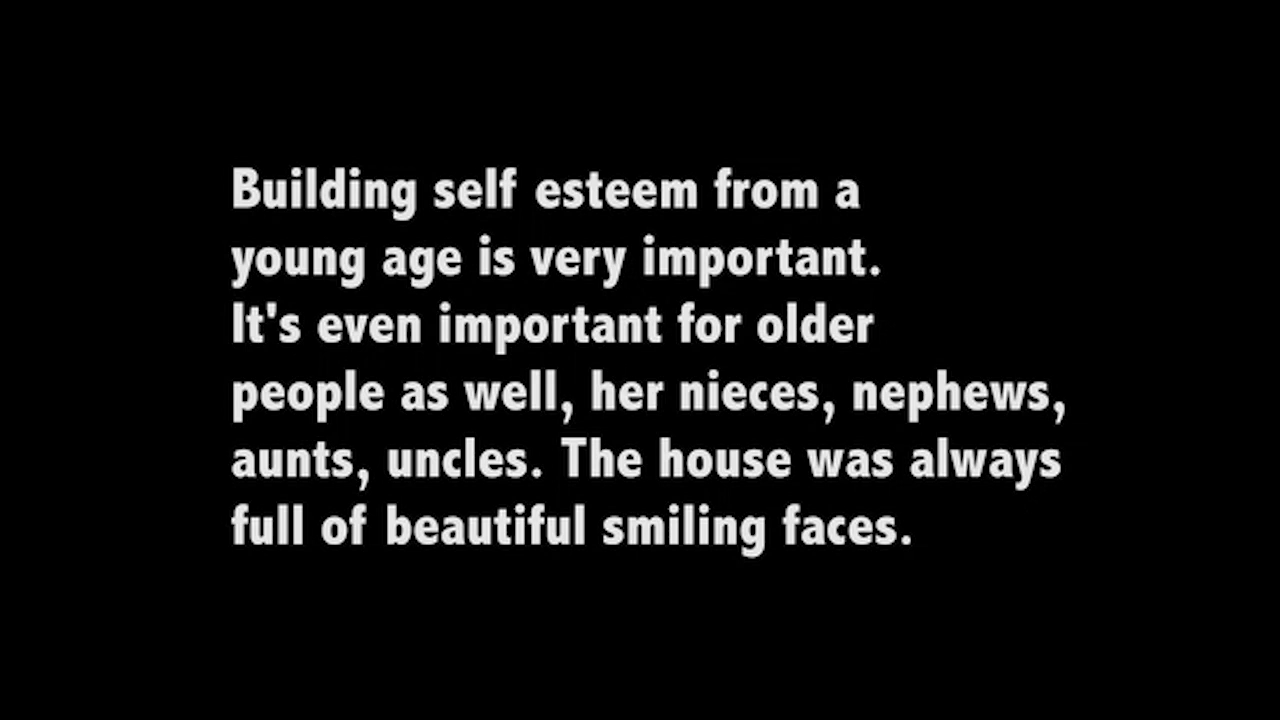 Building self esteem from a
young age is very important.
It's even important for older
people as well, her nieces, nephews,
aunts, uncles. The house was always
full of beautiful smiling faces.